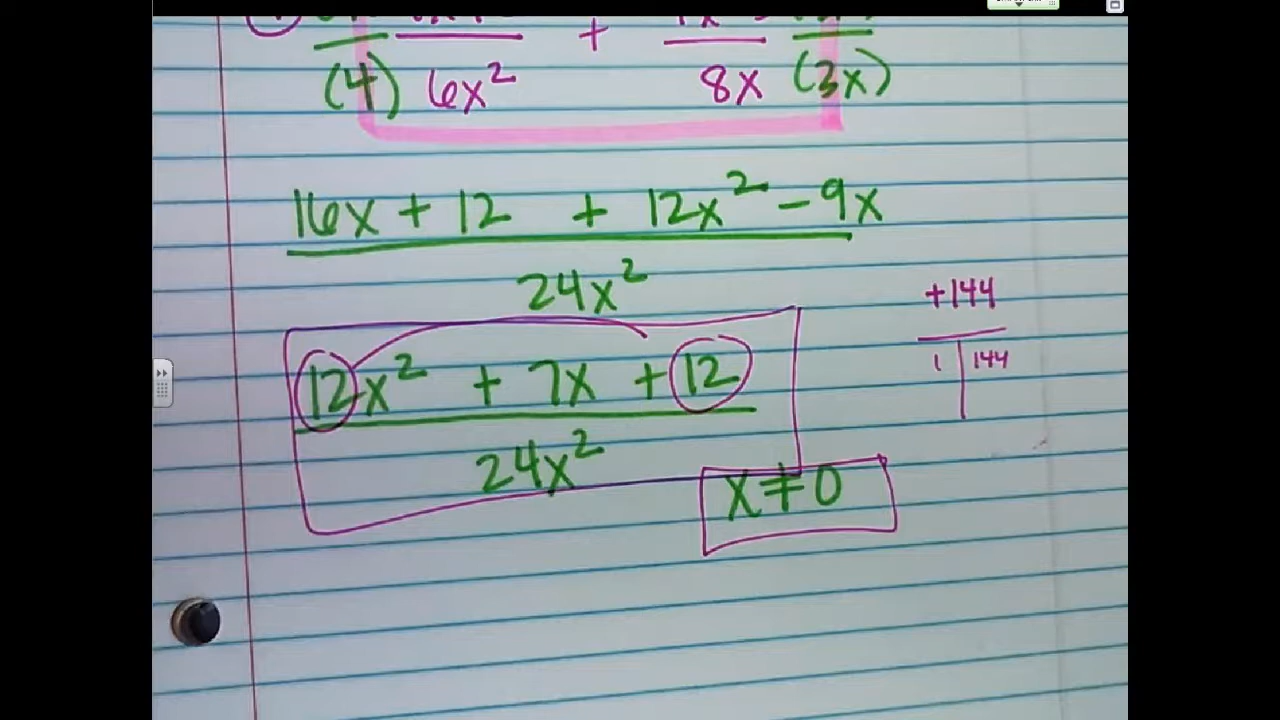 +
(4) 6x² 8x (3x)
16x + 12 + 12x² - 9x
24x²
+144
1 144
12x² + 7x + 12
24x²
x ≠ 0